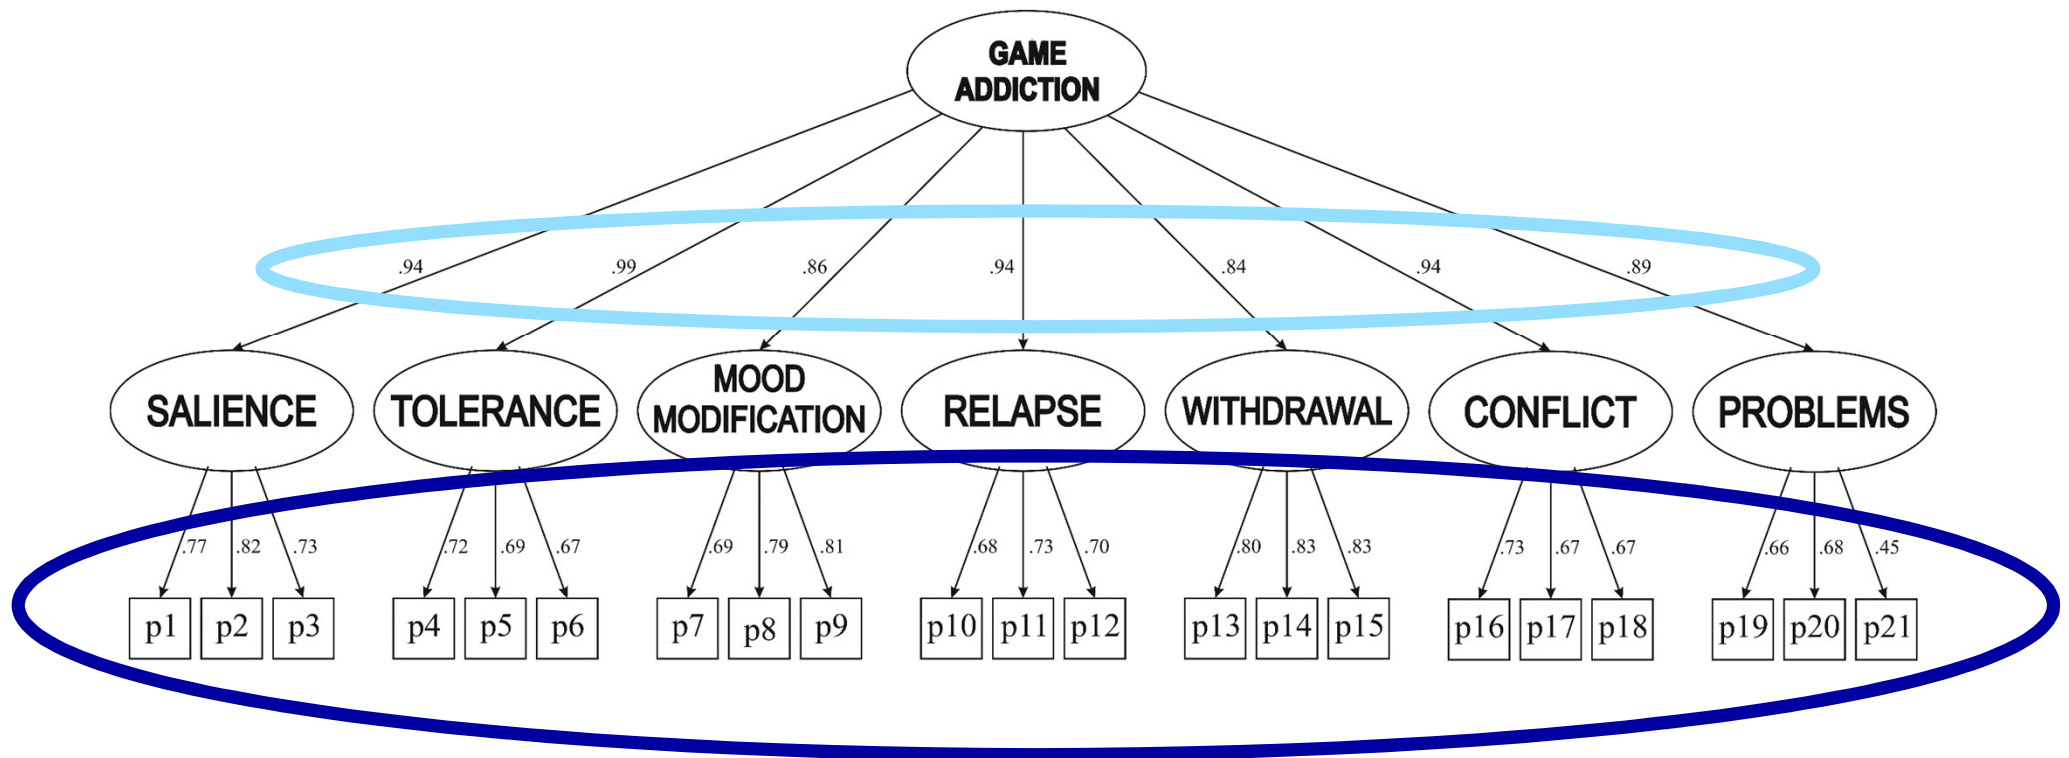 GAME
ADDICTION
.94 .99 .86 .94 .84 .94 .89
SALIENCE TOLERANCE MOOD MODIFICATION RELAPSE WITHDRAWAL CONFLICT PROBLEMS
.77 .82 .73 .72 .69 .67 .69 .79 .81 .68 .73 .70 .80 .83 .83 .73 .67 .67 .66 .68 .45
p1 p2 p3 p4 p5 p6 p7 p8 p9 p10 p11 p12 p13 p14 p15 p16 p17 p18 p19 p20 p21